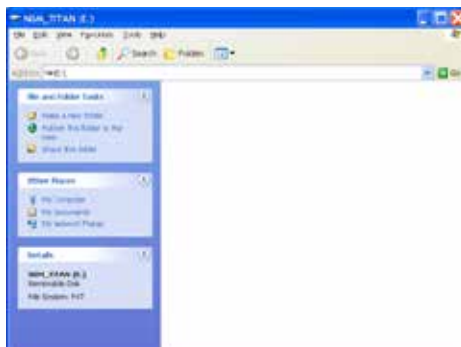 NGM_TITAN (E:)
File Edit View Favorites Tools Help
Back Search Folders
Address E:\ Go
File and Folder Tasks
Make a new folder
Publish this folder to the
Web
Share this folder
Other Places
My Computer
My Documents
My Network Places
Details
NGM_TITAN (E:)
Removable Disk
File System: FAT